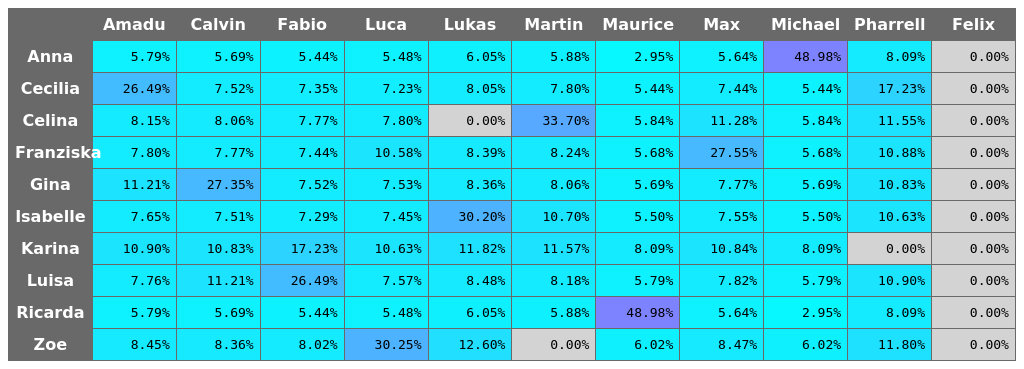 Amadu Calvin Fabio Luca Lukas Martin Maurice Max Michael Pharrell Felix
Anna 5.79% 5.69% 5.44% 5.48% 6.05% 5.88% 2.95% 5.64% 48.98% 8.09% 0.00%
Cecilia 26.49% 7.52% 7.35% 7.23% 8.05% 7.80% 5.44% 7.44% 5.44% 17.23% 0.00%
Celina 8.15% 8.06% 7.77% 7.80% 0.00% 33.70% 5.84% 11.28% 5.84% 11.55% 0.00%
Franziska 7.80% 7.77% 7.44% 10.58% 8.39% 8.24% 5.68% 27.55% 5.68% 10.88% 0.00%
Gina 11.21% 27.35% 7.52% 7.53% 8.36% 8.06% 5.69% 7.77% 5.69% 10.83% 0.00%
Isabelle 7.65% 7.51% 7.29% 7.45% 30.20% 10.70% 5.50% 7.55% 5.50% 10.63% 0.00%
Karina 10.90% 10.83% 17.23% 10.63% 11.82% 11.57% 8.09% 10.84% 8.09% 0.00% 0.00%
Luisa 7.76% 11.21% 26.49% 7.57% 8.48% 8.18% 5.79% 7.82% 5.79% 10.90% 0.00%
Ricarda 5.79% 5.69% 5.44% 5.48% 6.05% 5.88% 48.98% 5.64% 2.95% 8.09% 0.00%
Zoe 8.45% 8.36% 8.02% 30.25% 12.60% 0.00% 6.02% 8.47% 6.02% 11.80% 0.00%